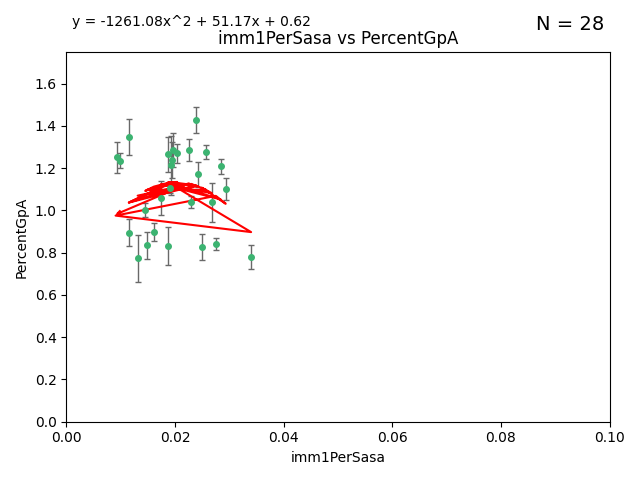 y = -1261.08x^2 + 51.17x + 0.62
N = 28
imm1PerSasa vs PercentGpA
PercentGpA
1.6
1.4
1.2
1.0
0.8
0.6
0.4
0.2
0.0
0.00 0.02 0.04 0.06 0.08 0.10
imm1PerSasa